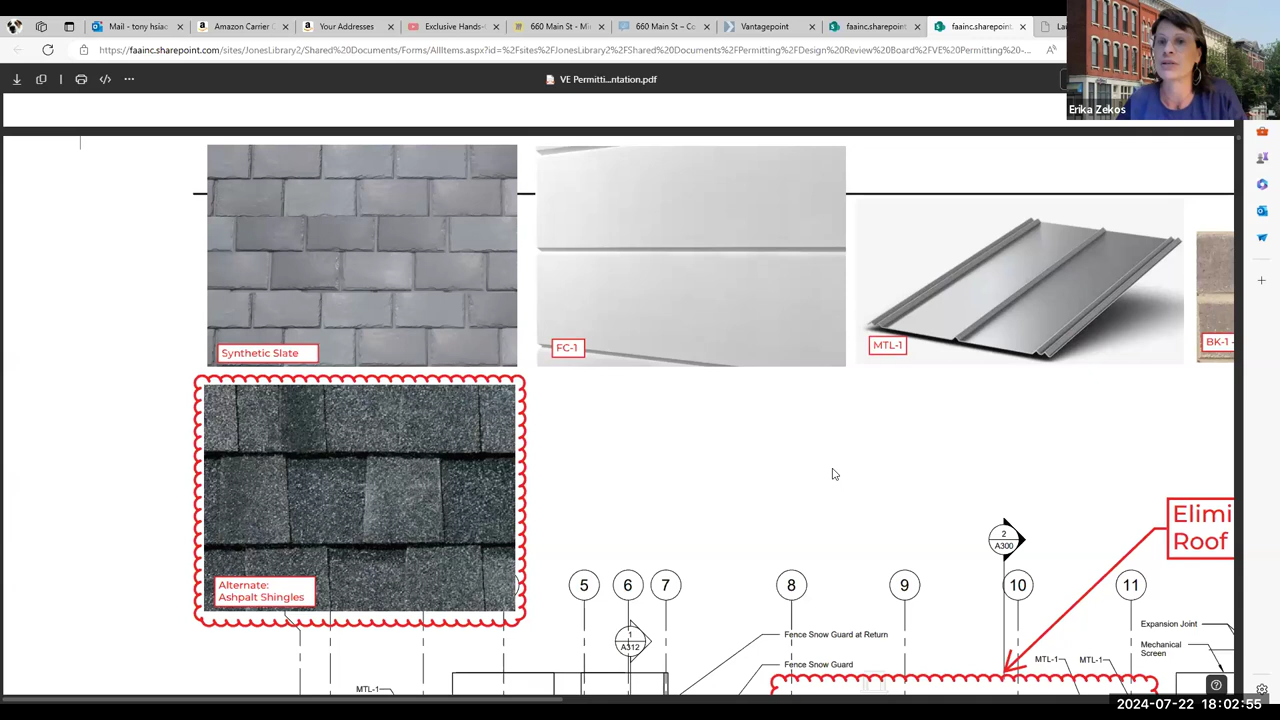 Mail - tony hsiao
Amazon Carrier C
Your Addresses
Exclusive Hands-
660 Main St - Mi
660 Main St – Co
Vantagepoint
faainc.sharepoint
faainc.sharepoint
https://faainc.sharepoint.com/sites/JonesLibrary2/Shared%20Documents/Forms/AllItems.aspx?id=%2Fsites%2FJonesLibrary2%2FShared%20Documents%2FPermitting%2FDesign%20Review%20Board%2FVE%20Permitting%20-...
VE Permitti...ntation.pdf
Erika Zekos
Synthetic Slate
FC-1
MTL-1
BK-1 -
Alternate:
Ashpalt Shingles
Elimi
Roof
2
A300
5
6
7
8
9
10
11
1
A312
Fence Snow Guard at Return
Fence Snow Guard
Expansion Joint
Mechanical
Screen
MTL-1
MTL-1
MTL-1
2024-07-22 18:02:55